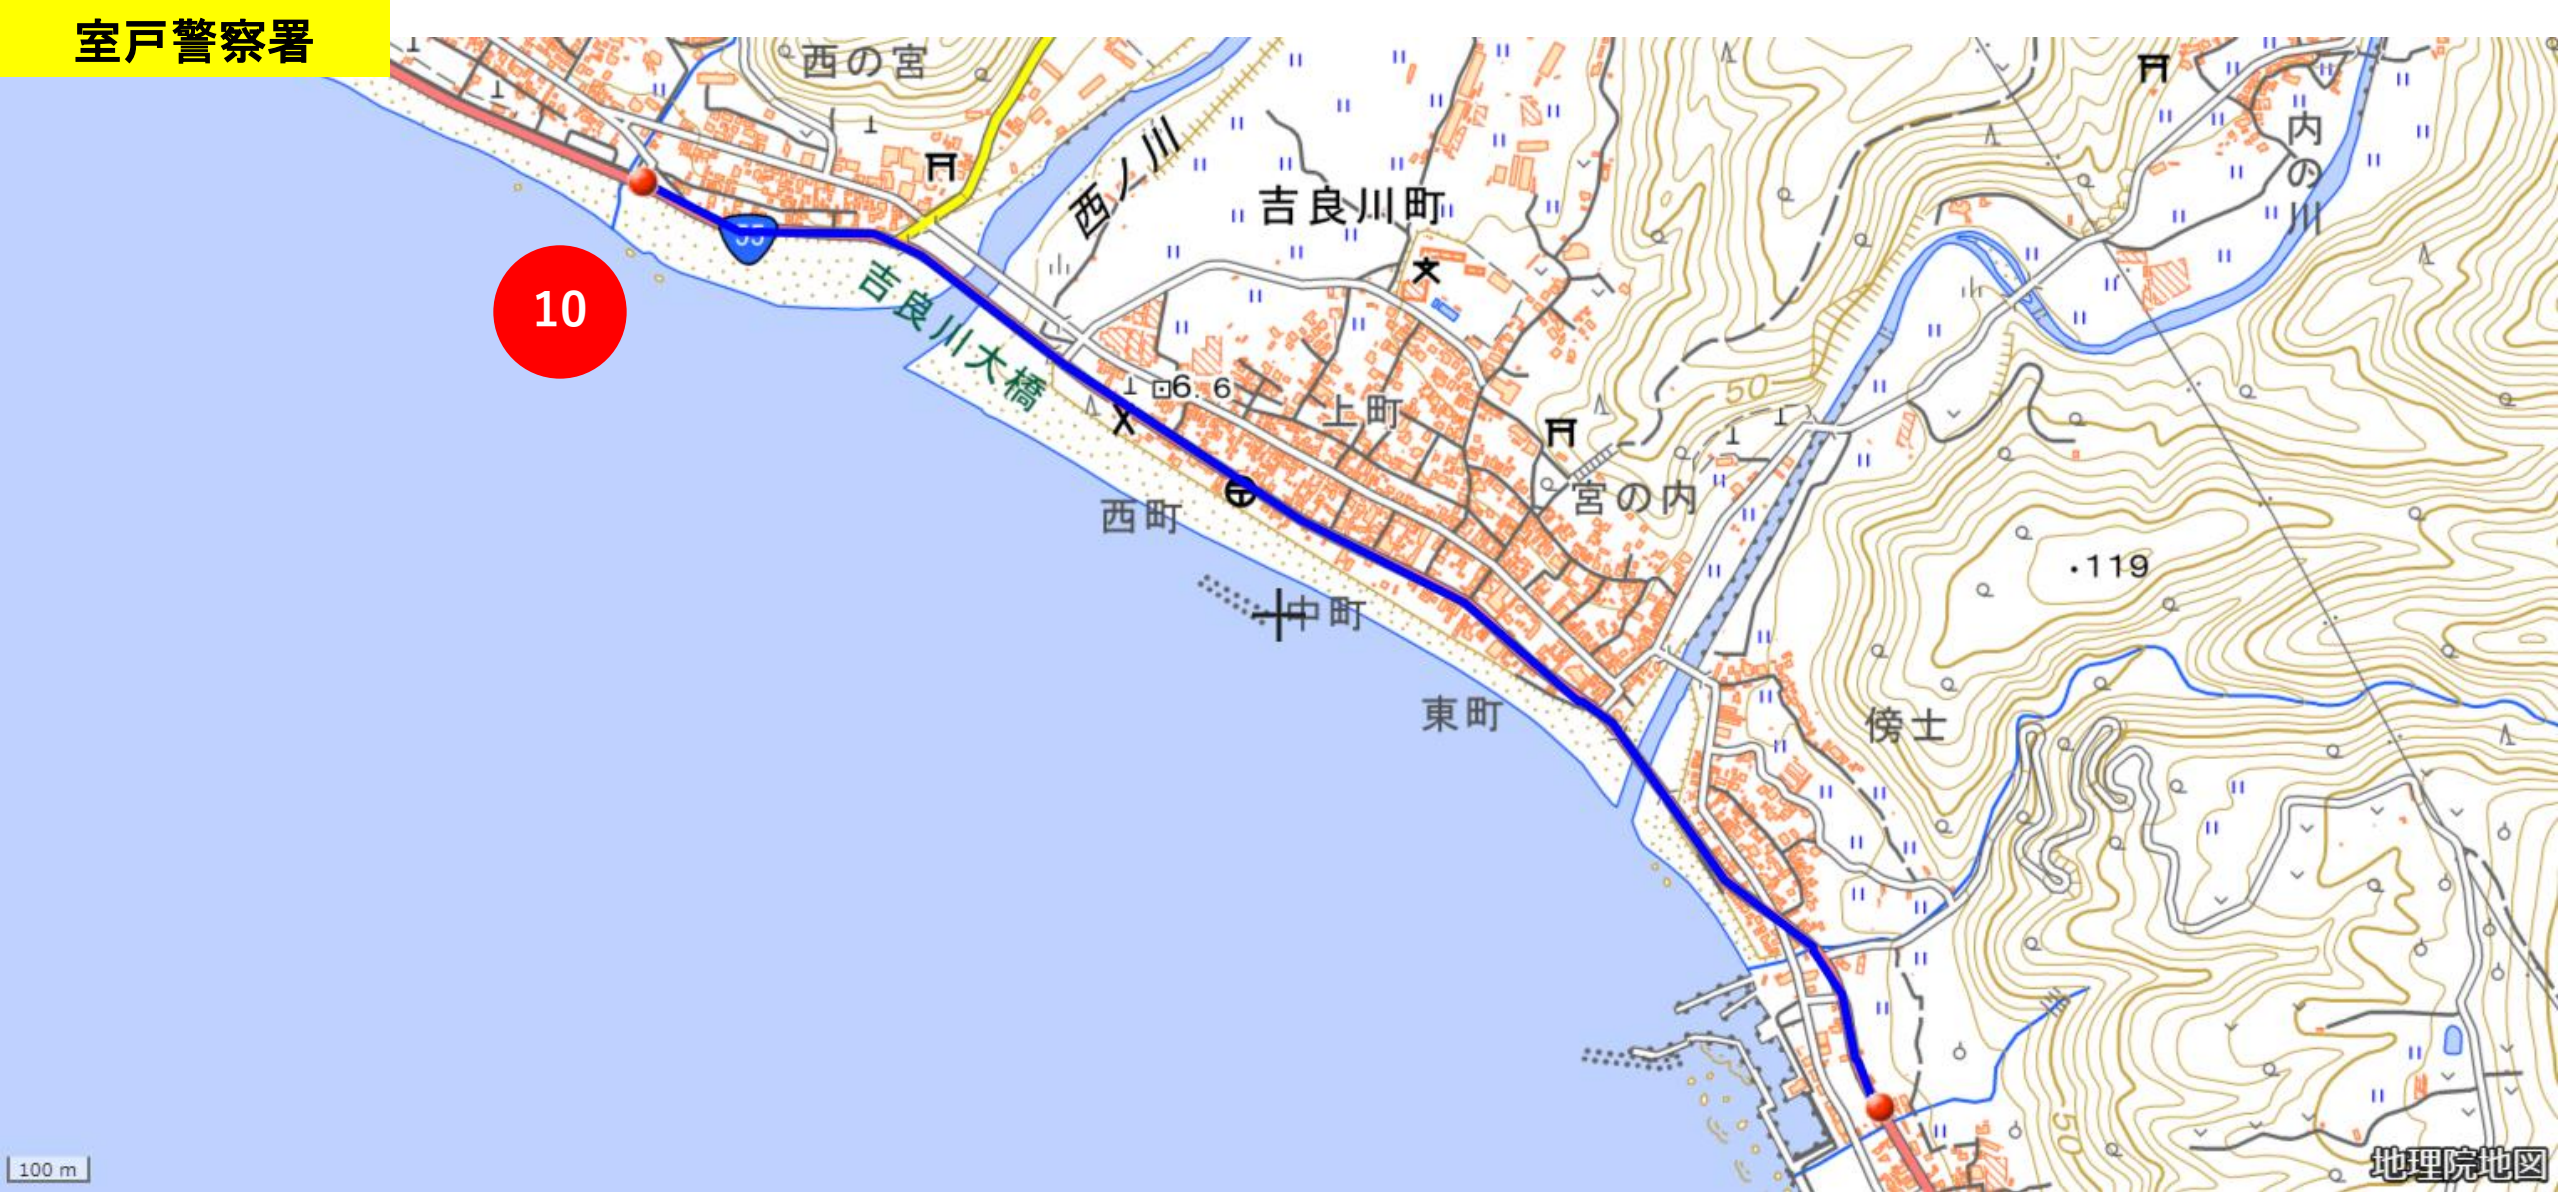 室戸警察署
西の宮
西ノ川
吉良川町
内の川
55
10
吉良川大橋
6.6
上町
50
宮の内
西町
中町
・119
東町
傍士
50
100 m
地理院地図